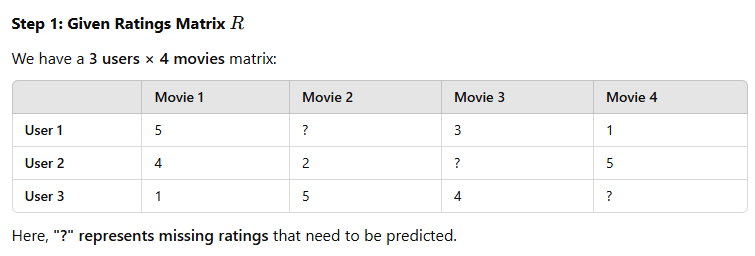 Step 1: Given Ratings Matrix R
We have a 3 users × 4 movies matrix:
Movie 1 Movie 2 Movie 3 Movie 4
User 1 5 ? 3 1
User 2 4 2 ? 5
User 3 1 5 4 ?
Here, "?" represents missing ratings that need to be predicted.